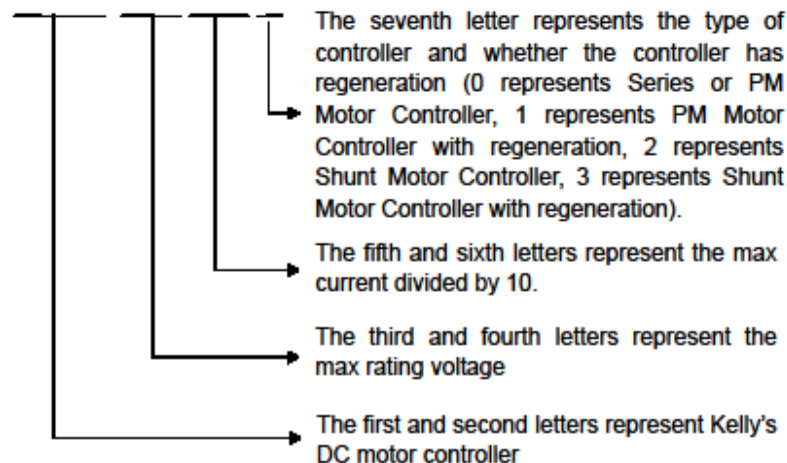 The seventh letter represents the type of
controller and whether the controller has
regeneration (0 represents Series or PM
Motor Controller, 1 represents PM Motor
Controller with regeneration, 2 represents
Shunt Motor Controller, 3 represents Shunt
Motor Controller with regeneration).
The fifth and sixth letters represent the max
current divided by 10.
The third and fourth letters represent the
max rating voltage
The first and second letters represent Kelly's
DC motor controller